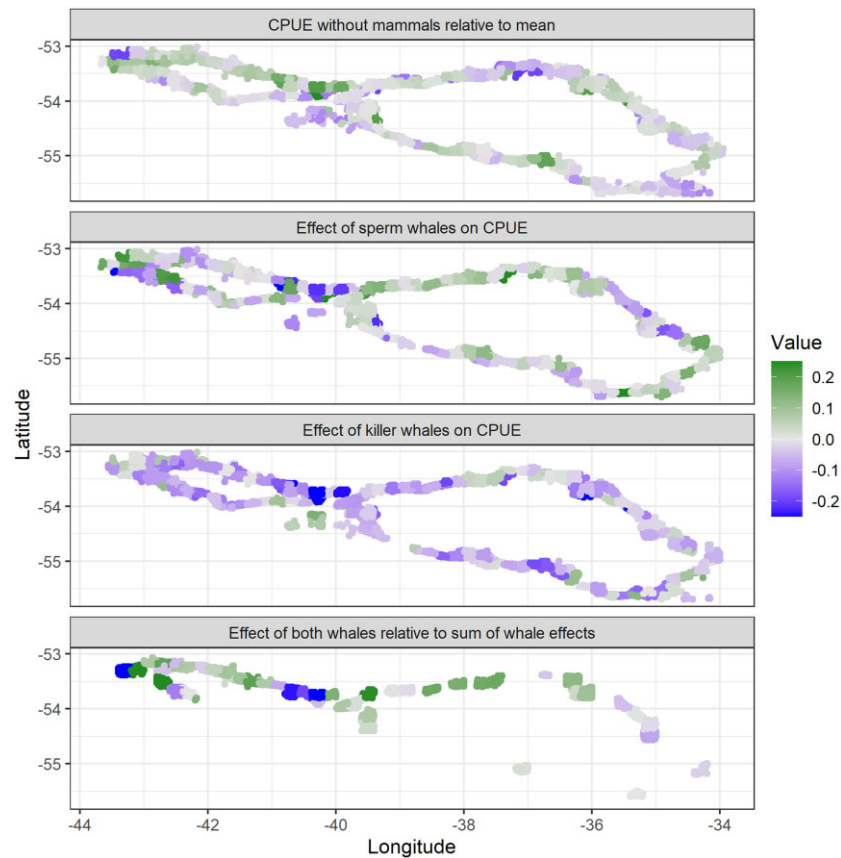 CPUE without mammals relative to mean
-53
-54
-55
Effect of sperm whales on CPUE
-53
-54
-55
Effect of killer whales on CPUE
-53
-54
-55
Effect of both whales relative to sum of whale effects
-53
-54
-55
-44 -42 -40 -38 -36 -34
Longitude
Latitude
Value
0.2
0.1
0.0
-0.1
-0.2